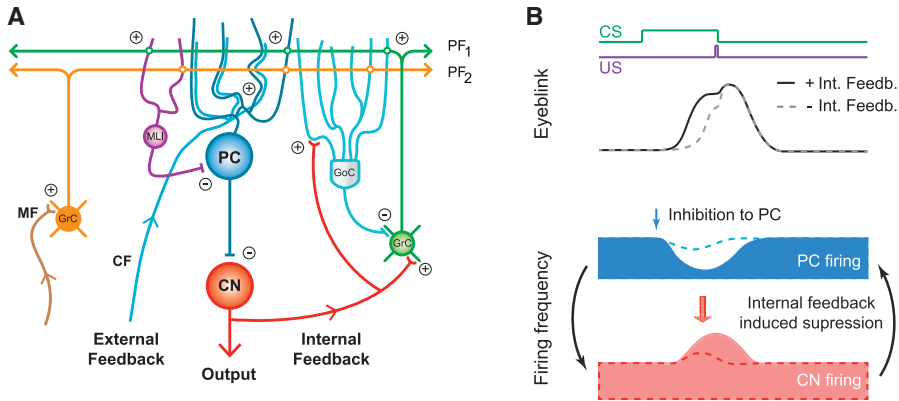 A
PF1
PF2
MLI
PC
GoC
MF
GrC
GrC
CF
CN
External
Feedback
Internal
Feedback
Output
B
CS
US
Eyeblink
+ Int. Feedb.
- Int. Feedb.
Inhibition to PC
PC firing
Firing frequency
Internal feedback
induced supression
CN firing